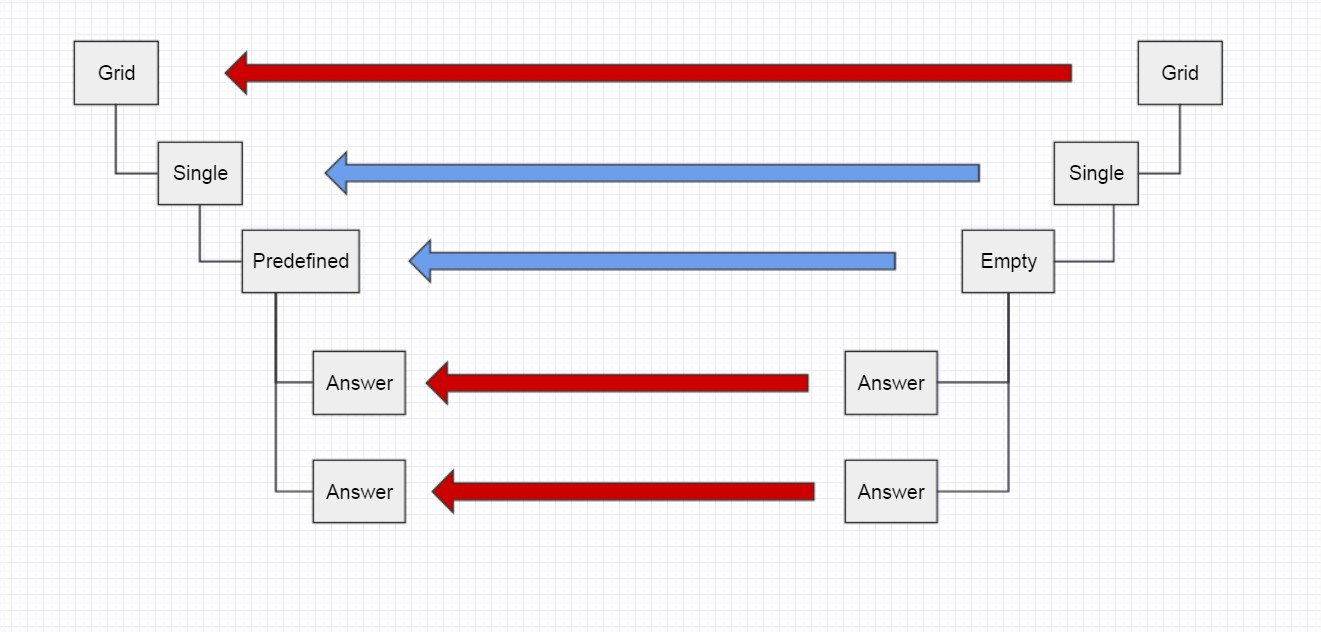 Grid
Grid
Single
Single
Predefined
Empty
Answer
Answer
Answer
Answer